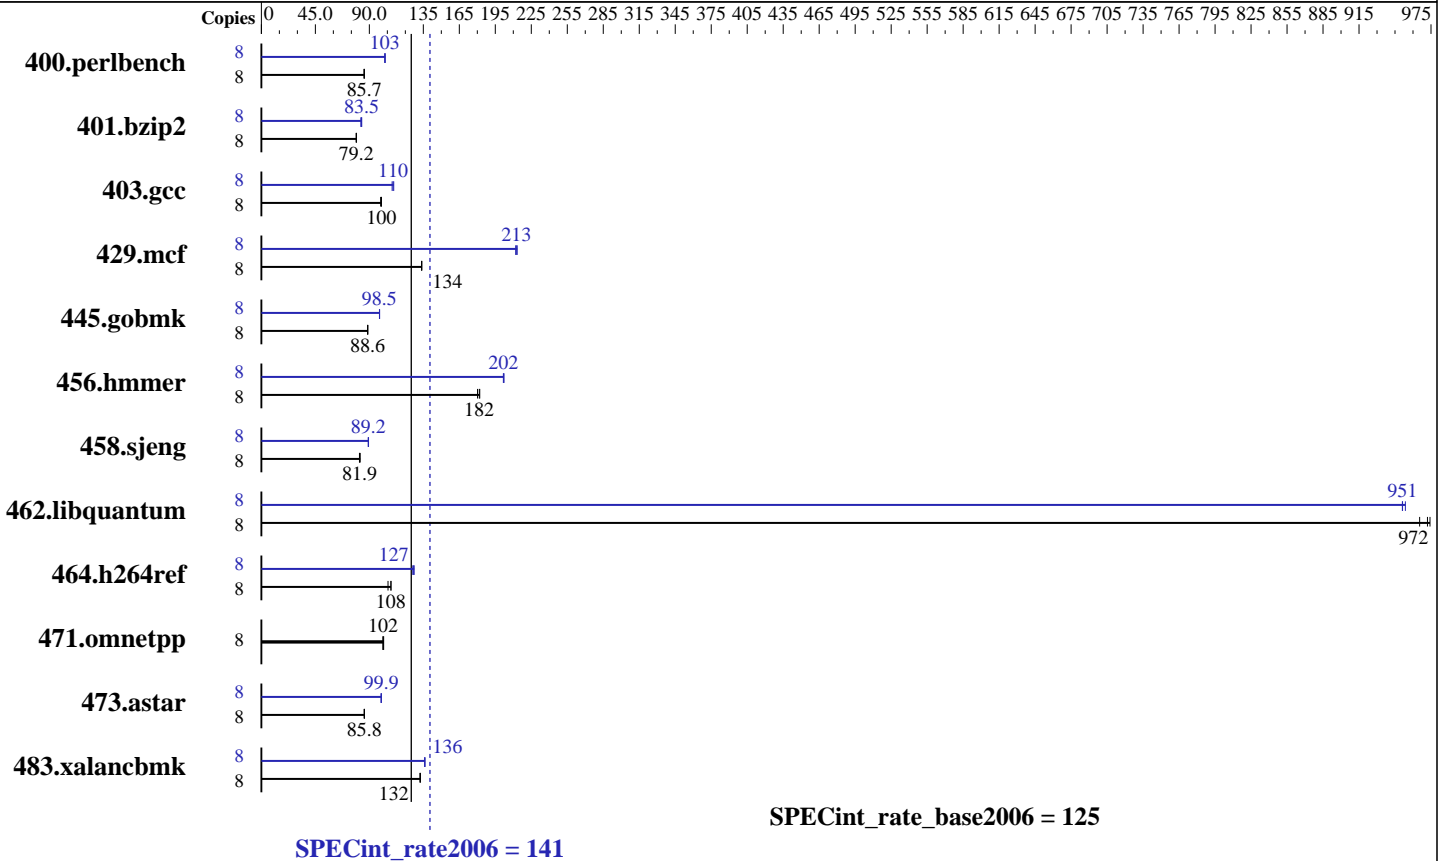 Copies 0 45.0 90.0 135 165 195 225 255 285 315 345 375 405 435 465 495 525 555 585 615 645 675 705 735 765 795 825 855 885 915 975
400.perlbench 8 103
8 85.7
401.bzip2 8 83.5
8 79.2
403.gcc 8 110
8 100
429.mcf 8 213
8 134
445.gobmk 8 98.5
8 88.6
456.hmmer 8 202
8 182
458.sjeng 8 89.2
8 81.9
462.libquantum 8 951
8 972
464.h264ref 8 127
8 108
471.omnetpp 8 102
473.astar 8 99.9
8 85.8
483.xalancbmk 8 136
8 132
SPECint_rate_base2006 = 125
SPECint_rate2006 = 141